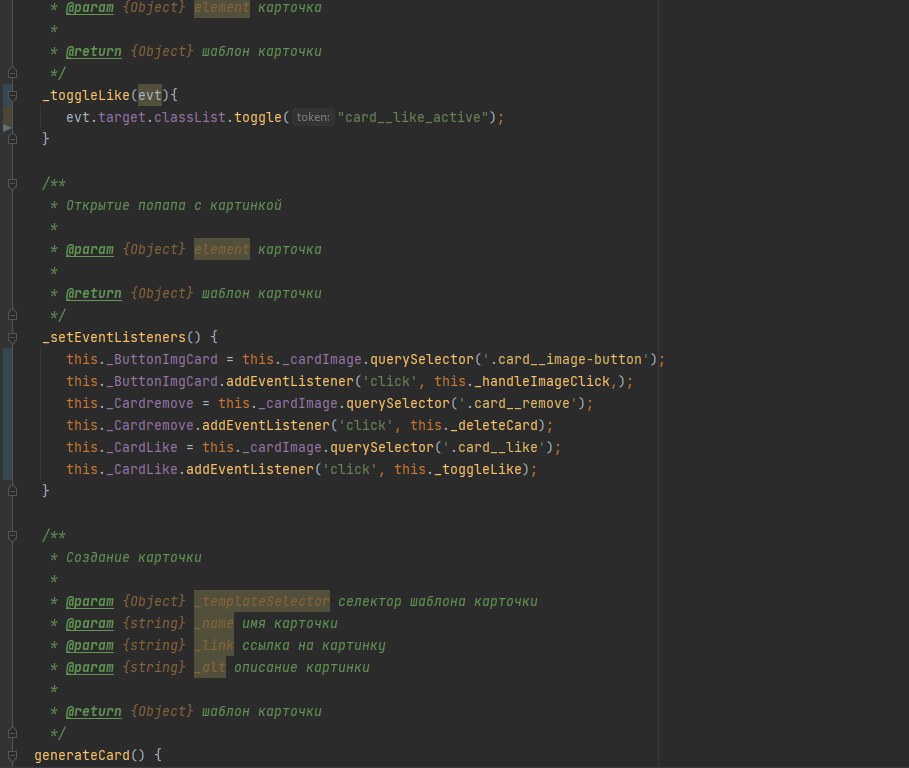 * @param {Object} element карточка
*
* @return {Object} шаблон карточки
*/
_toggleLike(evt){
evt.target.classList.toggle( token: "card__like_active");
}
/**
* Открытие попапа с картинкой
*
* @param {Object} element карточка
*
* @return {Object} шаблон карточки
*/
_setEventListeners() {
this._ButtonImgCard = this._cardImage.querySelector('.card__image-button');
this._ButtonImgCard.addEventListener('click', this._handleImageClick,);
this._Cardremove = this._cardImage.querySelector('.card__remove');
this._Cardremove.addEventListener('click', this._deleteCard);
this._CardLike = this._cardImage.querySelector('.card__like');
this._CardLike.addEventListener('click', this._toggleLike);
}
/**
* Создание карточки
*
* @param {Object} _templateSelector селектор шаблона карточки
* @param {string} _name имя карточки
* @param {string} _link ссылка на картинку
* @param {string} _alt описание картинки
*
* @return {Object} шаблон карточки
*/
generateCard() {